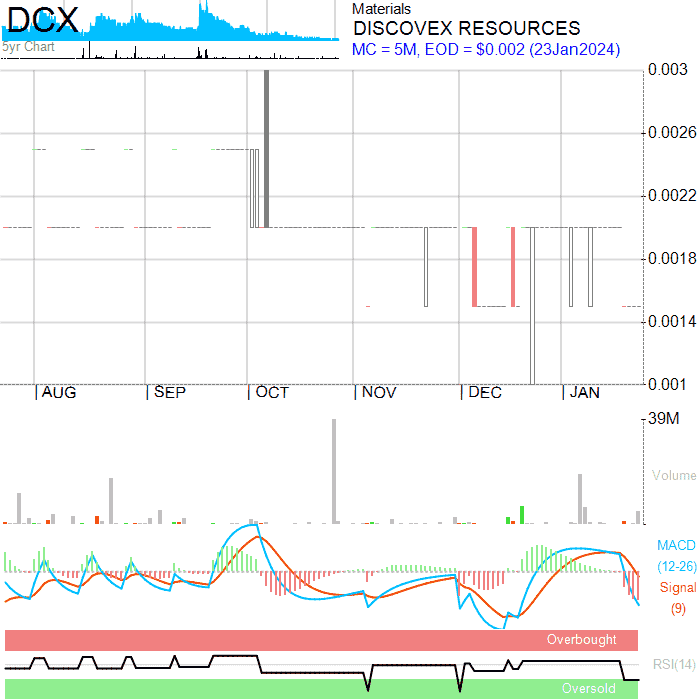 DCX
5yr Chart
Materials
DISCOVEX RESOURCES
MC = 5M, EOD = $0.002 (23Jan2024)
0.003
0.0026
0.0022
0.0018
0.0014
0.001
AUG SEP OCT NOV DEC JAN
39M
Volume
MACD
(12-26)
Signal
(9)
Overbought
RSI(14)
Oversold